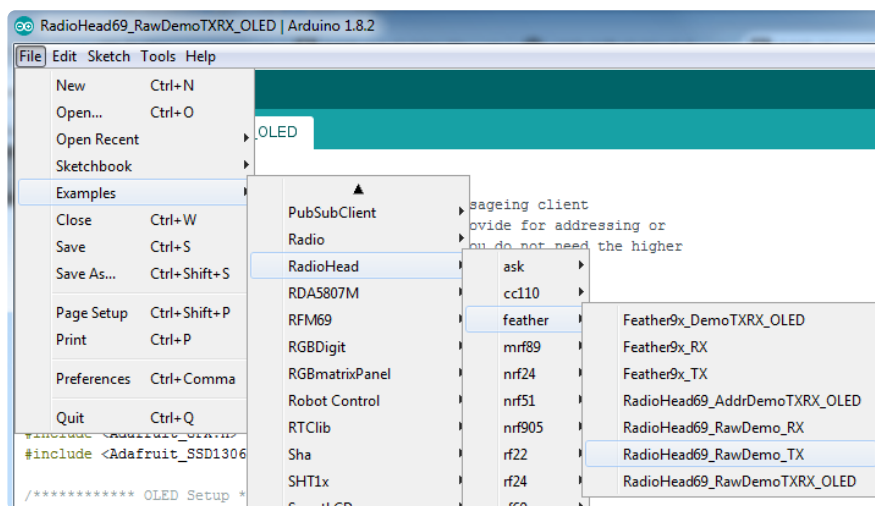 RadioHead69_RawDemoTXRX_OLED | Arduino 1.8.2
File Edit Sketch Tools Help
New Ctrl+N
Open... Ctrl+O
Open Recent
Sketchbook
Examples
Close Ctrl+W
Save Ctrl+S
Save As... Ctrl+Shift+S
Page Setup Ctrl+Shift+P
Print Ctrl+P
Preferences Ctrl+Comma
Quit Ctrl+Q
_OLED
PubSubClient
Radio
RadioHead
RDA5807M
RFM69
RGBDigit
RGBmatrixPanel
Robot Control
RTClib
Sha
SHT1x
ask
cc110
feather
mrf89
nrf24
nrf51
nrf905
rf22
rf24
Feather9x_DemoTXRX_OLED
Feather9x_RX
Feather9x_TX
RadioHead69_AddrDemoTXRX_OLED
RadioHead69_RawDemo_RX
RadioHead69_RawDemo_TX
RadioHead69_RawDemoTXRX_OLED
sageing client
ovide for addressing or
ou do not need the higher
#include <Adafruit_SSD1306
/************ OLED Setup *